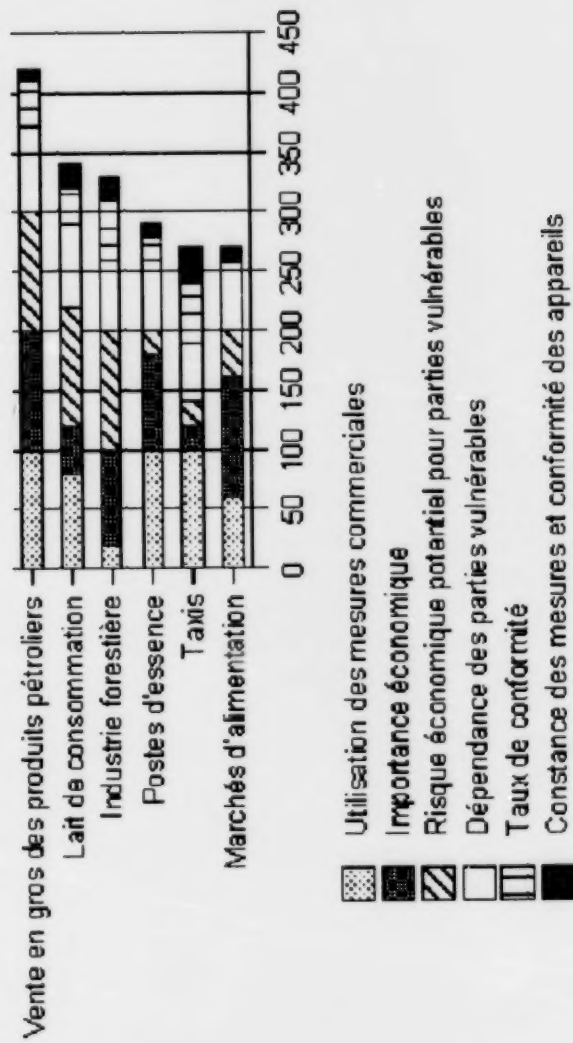 Vente en gros des produits pétroliers
Lait de consommation
Industrie forestière
Postes d'essence
Taxis
Marchés d'alimentation
0 50 100 150 200 250 300 350 400 450
Utilisation des mesures commerciales
Importance économique
Risque économique potentiel pour parties vulnérables
Dépendance des parties vulnérables
Taux de conformité
Constance des mesures et conformité des appareils